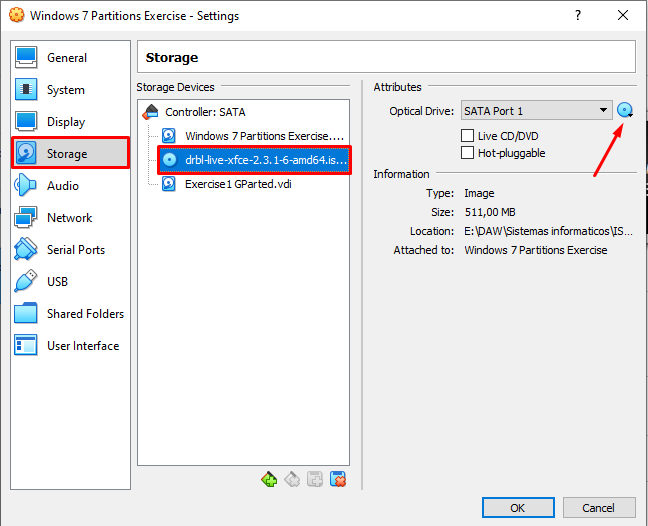 Windows 7 Partitions Exercise - Settings
General
System
Display
Storage
Audio
Network
Serial Ports
USB
Shared Folders
User Interface
Storage
Storage Devices
Controller: SATA
Windows 7 Partitions Exercise....
drbl-live-xfce-2.3.1-6-amd64.is...
Exercise1 GParted.vdi
Attributes
Optical Drive: SATA Port 1
Live CD/DVD
Hot-pluggable
Information
Type: Image
Size: 511,00 MB
Location: E:\DAW\Sistemas informaticos\IS...
Attached to: Windows 7 Partitions Exercise
OK
Cancel